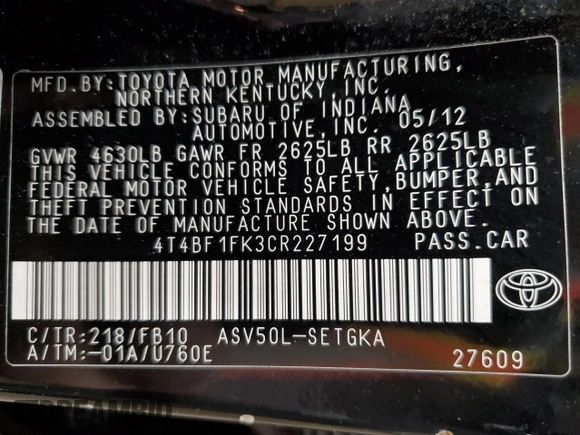 MFD.BY:TOYOTA MOTOR MANUFACTURING,
NORTHERN KENTUCKY,INC.
ASSEMBLED BY:SUBARU OF INDIANA
AUTOMOTIVE,INC. 05/12
GVWR 4630LB GAWR FR 2625LB RR 2625LB
THIS VEHICLE CONFORMS TO ALL APPLICABLE
FEDERAL MOTOR VEHICLE SAFETY,BUMPER,AND
THEFT PREVENTION STANDARDS IN EFFECT ON
THE DATE OF MANUFACTURE SHOWN ABOVE.
4T4BF1FK3CR227199 PASS.CAR
C/TR:218/FB10 ASV50L-SETGKA
A/TM:-01A/U760E 27609